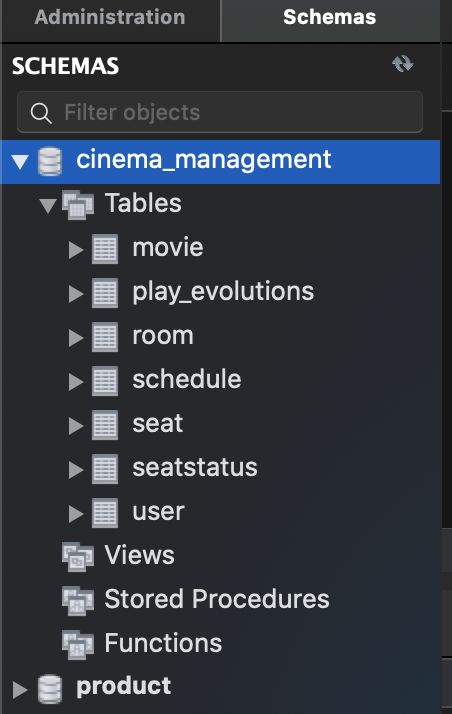 Administration Schemas
SCHEMAS
Filter objects
cinema_management
Tables
movie
play_evolutions
room
schedule
seat
seatstatus
user
Views
Stored Procedures
Functions
product